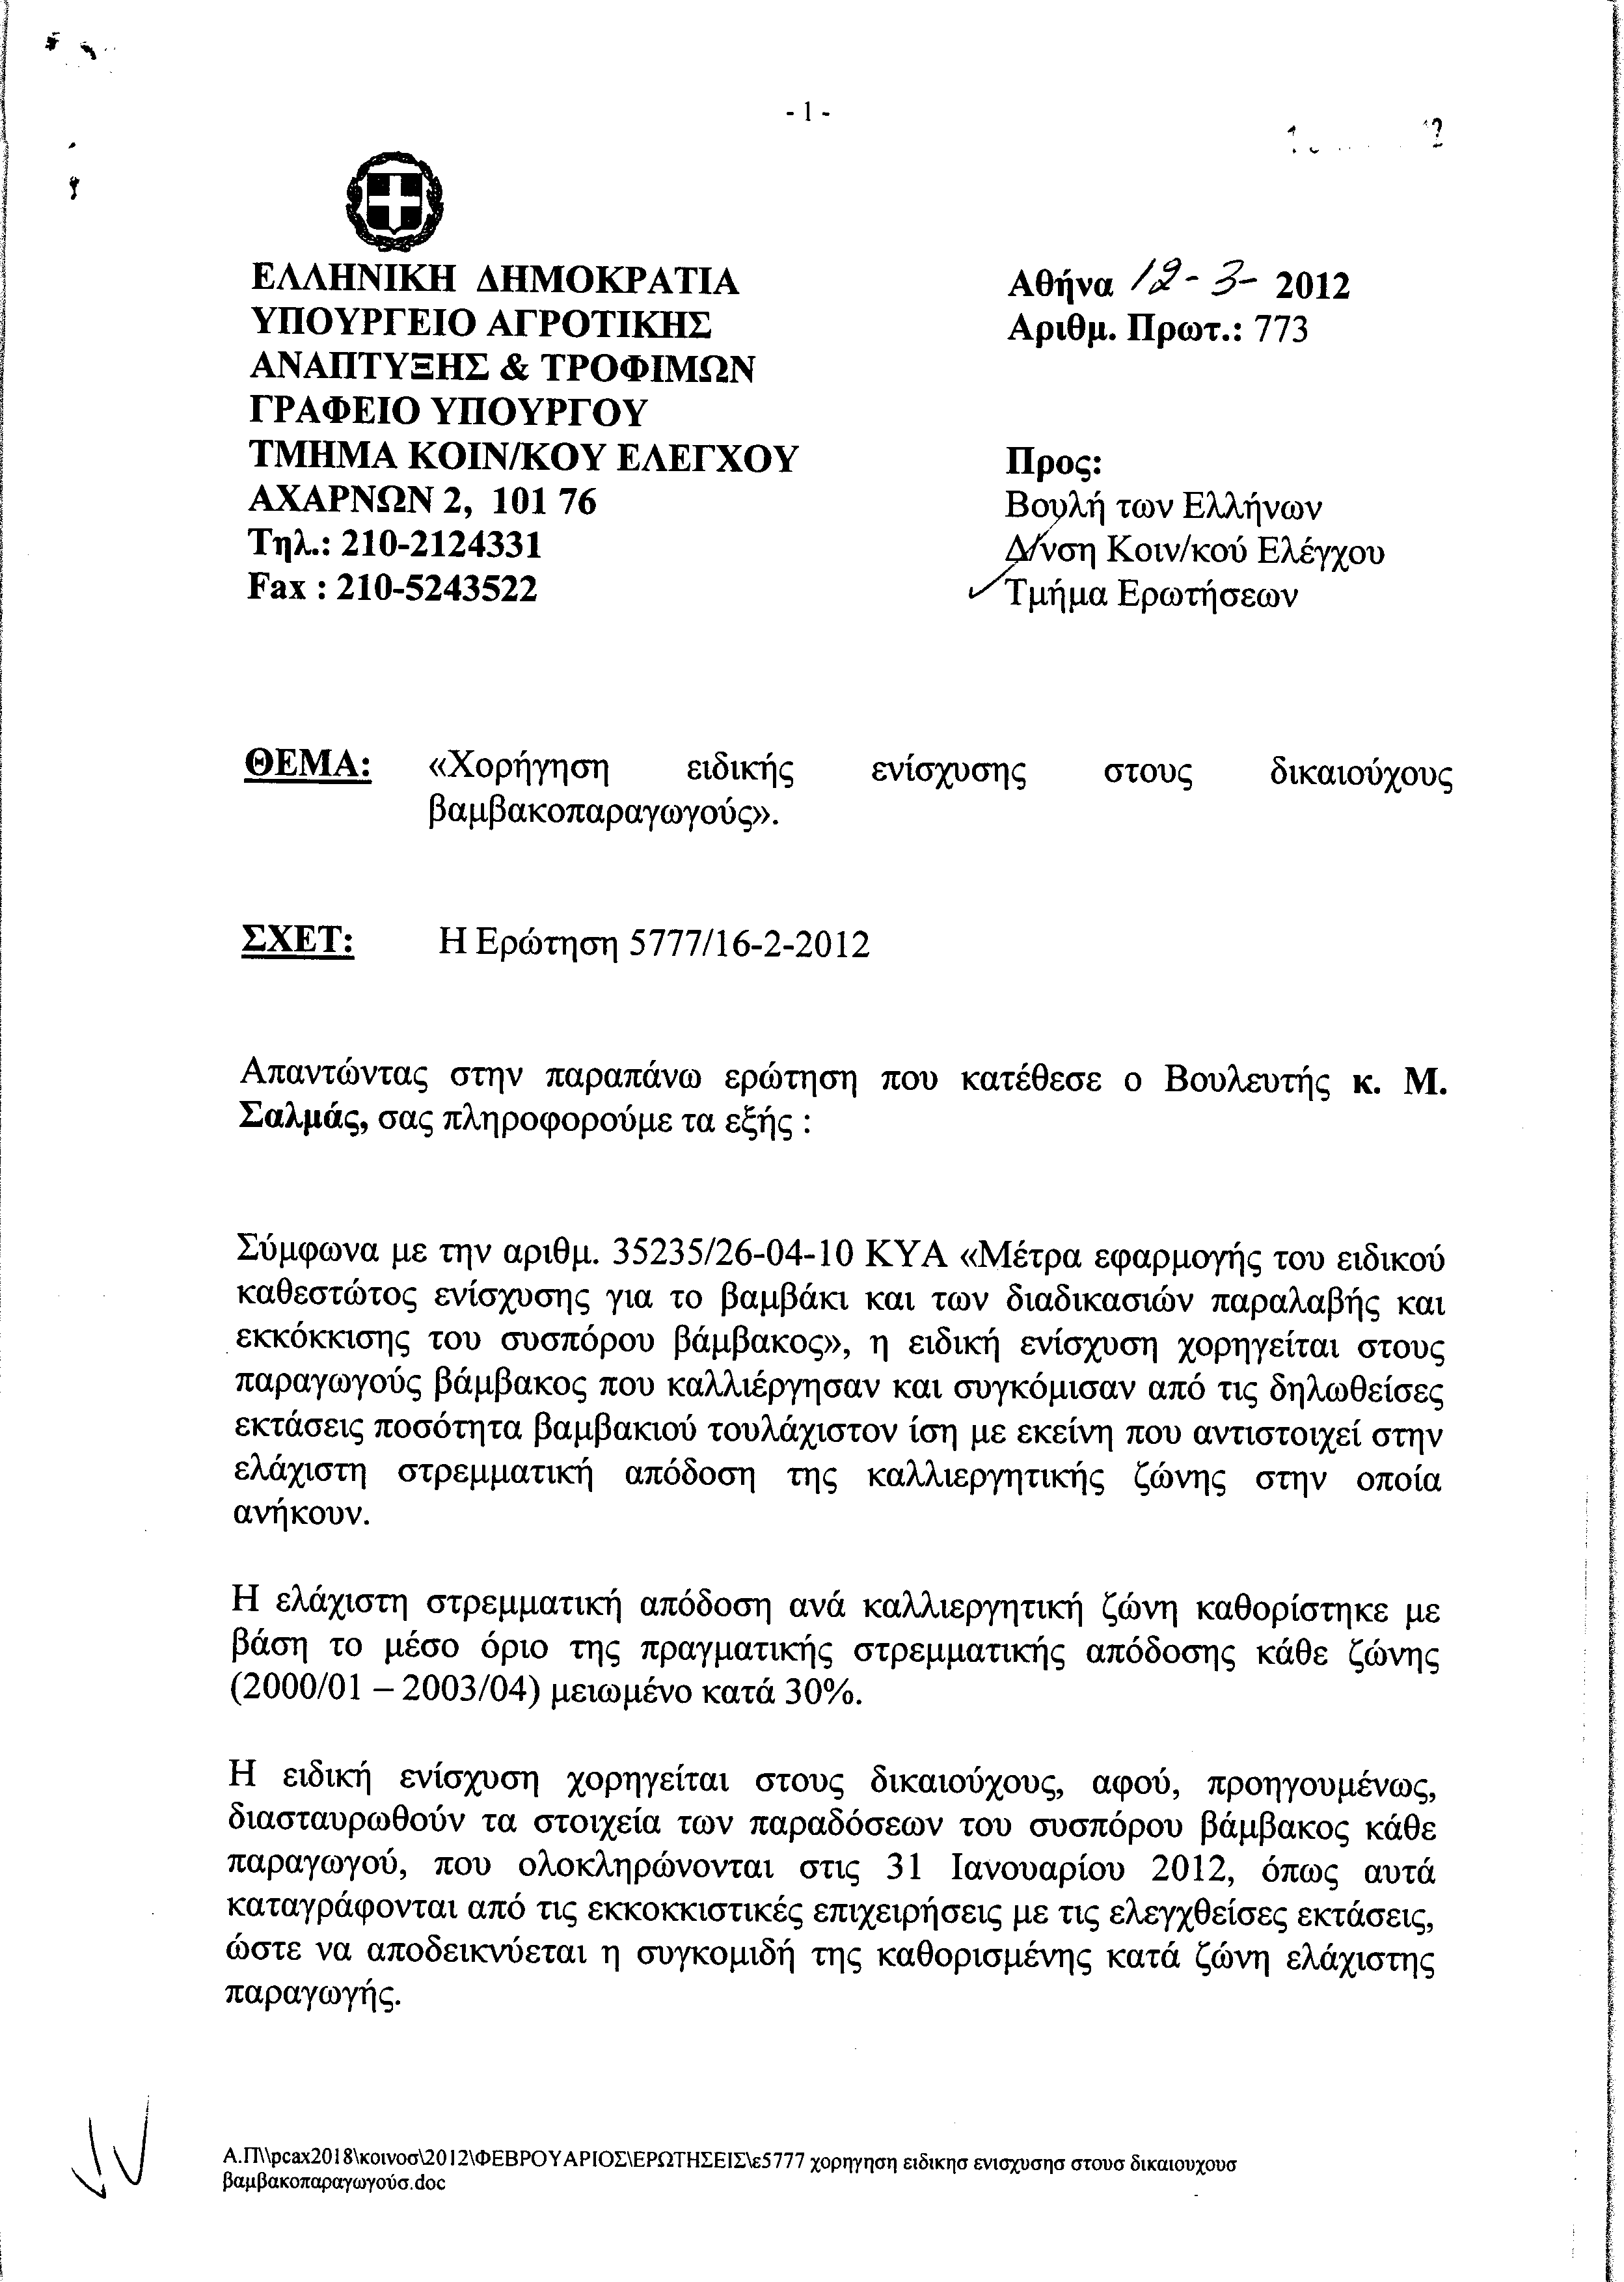 - 1 -
ΕΛΛΗΝΙΚΗ ΔΗΜΟΚΡΑΤΙΑ
ΥΠΟΥΡΓΕΙΟ ΑΓΡΟΤΙΚΗΣ
ΑΝΑΠΤΥΞΗΣ & ΤΡΟΦΙΜΩΝ
ΓΡΑΦΕΙΟ ΥΠΟΥΡΓΟΥ
ΤΜΗΜΑ ΚΟΙΝ/ΚΟΥ ΕΛΕΓΧΟΥ
ΑΧΑΡΝΩΝ 2, 101 76
Τηλ.: 210-2124331
Fax : 210-5243522
Αθήνα 12-3- 2012
Αριθμ. Πρωτ.: 773
Προς:
Βουλή των Ελλήνων
Δ/νση Κοιν/κού Ελέγχου
Τμήμα Ερωτήσεων
ΘΕΜΑ: «Χορήγηση ειδικής ενίσχυσης στους δικαιούχους
βαμβακοπαραγωγούς».
ΣΧΕΤ: Η Ερώτηση 5777/16-2-2012
Απαντώντας στην παραπάνω ερώτηση που κατέθεσε ο Βουλευτής κ. Μ.
Σαλμάς, σας πληροφορούμε τα εξής :
Σύμφωνα με την αριθμ. 35235/26-04-10 ΚΥΑ «Μέτρα εφαρμογής του ειδικού
καθεστώτος ενίσχυσης για το βαμβάκι και των διαδικασιών παραλαβής και
εκκόκκισης του συσπόρου βάμβακος», η ειδική ενίσχυση χορηγείται στους
παραγωγούς βάμβακος που καλλιέργησαν και συγκόμισαν από τις δηλωθείσες
εκτάσεις ποσότητα βαμβακιού τουλάχιστον ίση με εκείνη που αντιστοιχεί στην
ελάχιστη στρεμματική απόδοση της καλλιεργητικής ζώνης στην οποία
ανήκουν.
Η ελάχιστη στρεμματική απόδοση ανά καλλιεργητική ζώνη καθορίστηκε με
βάση το μέσο όριο της πραγματικής στρεμματικής απόδοσης κάθε ζώνης
(2000/01 – 2003/04) μειωμένο κατά 30%.
Η ειδική ενίσχυση χορηγείται στους δικαιούχους, αφού, προηγουμένως,
διασταυρωθούν τα στοιχεία των παραδόσεων του συσπόρου βάμβακος κάθε
παραγωγού, που ολοκληρώνονται στις 31 Ιανουαρίου 2012, όπως αυτά
καταγράφονται από τις εκκοκκιστικές επιχειρήσεις με τις ελεγχθείσες εκτάσεις,
ώστε να αποδεικνύεται η συγκομιδή της καθορισμένης κατά ζώνη ελάχιστης
παραγωγής.
Α.Π\\pcax2018\κοινοσ\2012\ΦΕΒΡΟΥΑΡΙΟΣ\ΕΡΩΤΗΣΕΙΣ\ε5777 χορηγηση ειδικησ ενισχυσησ στουσ δικαιουχουσ
βαμβακοπαραγωγούσ.doc